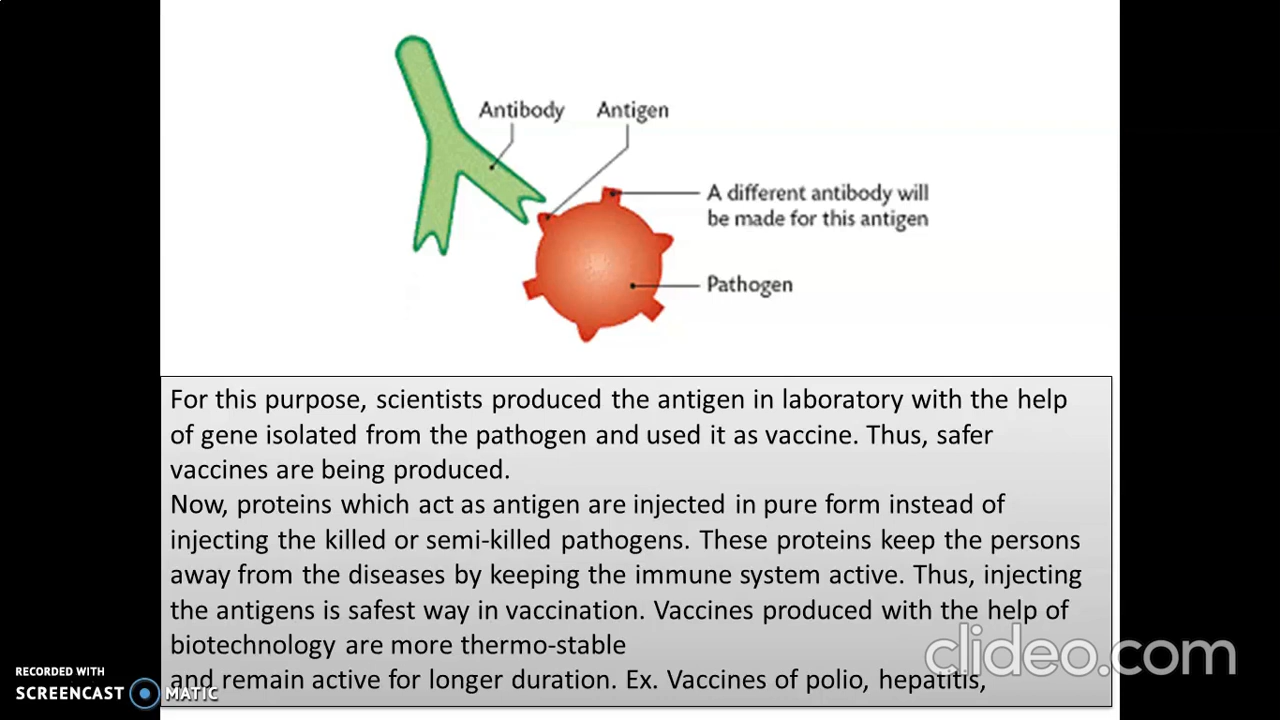 Antibody
Antigen
A different antibody will
be made for this antigen
Pathogen
For this purpose, scientists produced the antigen in laboratory with the help
of gene isolated from the pathogen and used it as vaccine. Thus, safer
vaccines are being produced.
Now, proteins which act as antigen are injected in pure form instead of
injecting the killed or semi-killed pathogens. These proteins keep the persons
away from the diseases by keeping the immune system active. Thus, injecting
the antigens is safest way in vaccination. Vaccines produced with the help of
biotechnology are more thermo-stable
and remain active for longer duration. Ex. Vaccines of polio, hepatitis,
clideo.com
RECORDED WITH
SCREENCAST MATIC